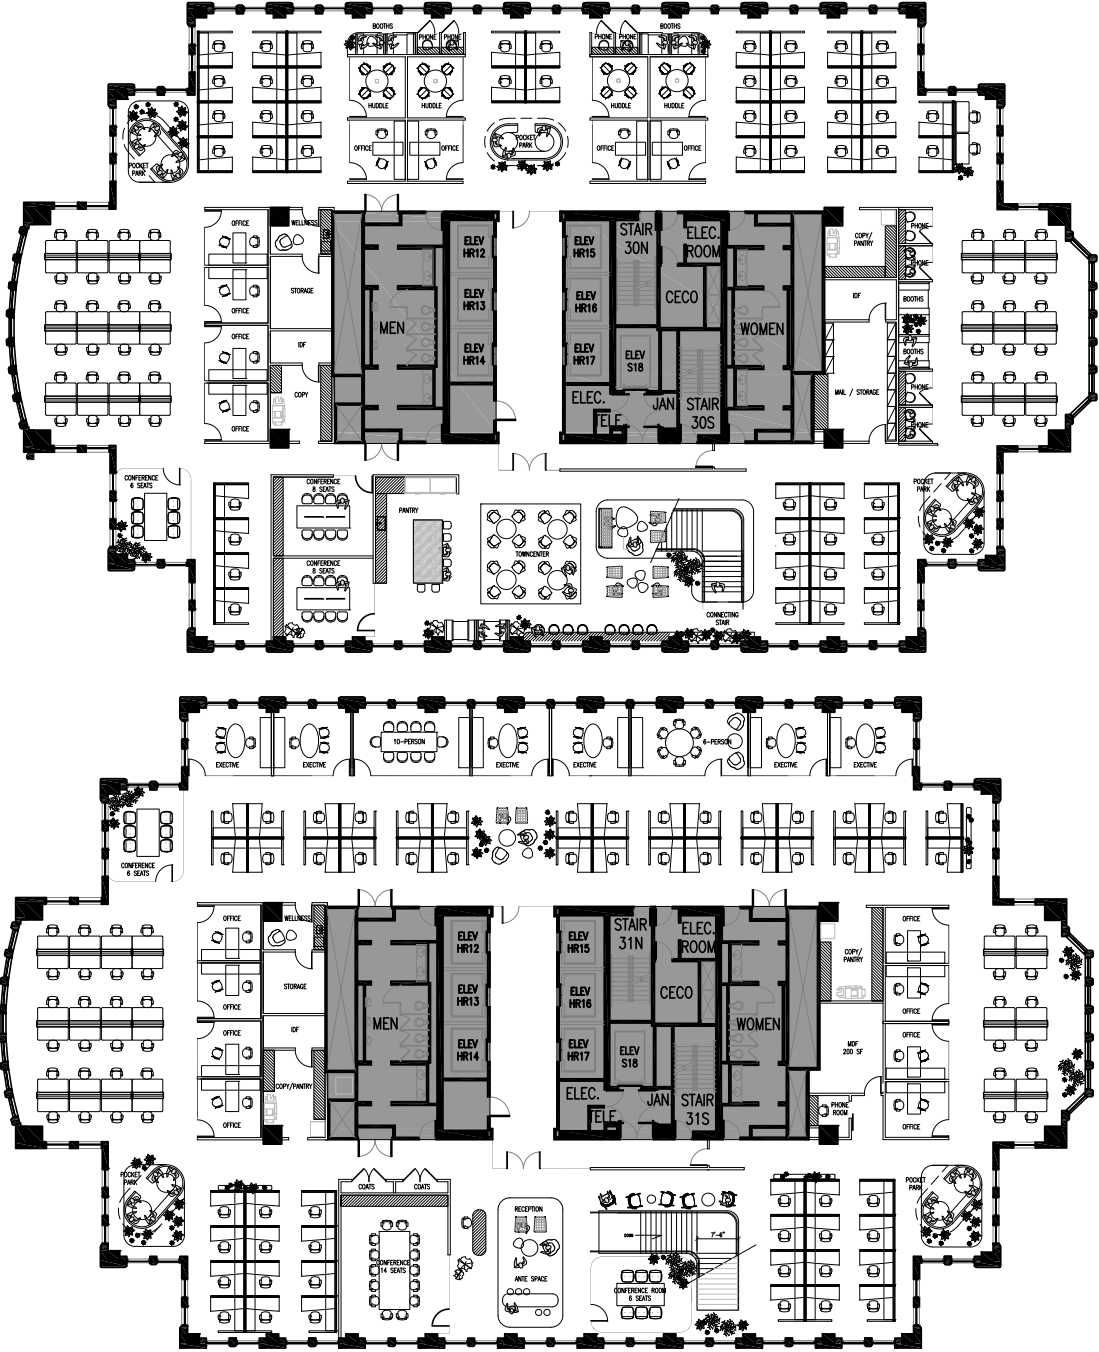 BOOTHS
BOOTHS
PHONE
PHONE
PHONE
PHONE
HUDDLE
HUDDLE
HUDDLE
HUDDLE
POCKET
PARK
OFFICE
OFFICE
POCKET
PARK
OFFICE
OFFICE
OFFICE
WELLNESS
OFFICE
STORAGE
OFFICE
IDF
OFFICE
COPY
MEN
ELEV
HR12
ELEV
HR13
ELEV
HR14
ELEV
HR15
ELEV
HR16
ELEV
HR17
STAIR
30N
ELEC.
ROOM
CECO
ELEV
S18
ELEC.
TELE
JAN
STAIR
30S
WOMEN
COPY/
PANTRY
IDF
MAIL / STORAGE
PHONE
PHONE
BOOTHS
BOOTHS
PHONE
PHONE
CONFERENCE
6 SEATS
CONFERENCE
8 SEATS
CONFERENCE
8 SEATS
PANTRY
TOWNCENTER
CONNECTING
STAIR
POCKET
PARK
EXECTIVE
EXECTIVE
10-PERSON
EXECTIVE
EXECTIVE
6-PERSON
EXECTIVE
EXECTIVE
CONFERENCE
6 SEATS
OFFICE
WELLNESS
OFFICE
STORAGE
OFFICE
IDF
OFFICE
COPY/PANTRY
MEN
ELEV
HR12
ELEV
HR13
ELEV
HR14
ELEV
HR15
ELEV
HR16
ELEV
HR17
STAIR
31N
ELEC.
ROOM
CECO
ELEV
S18
ELEC.
TELE
JAN
STAIR
31S
WOMEN
COPY/
PANTRY
MDF
200 SF
PHONE
ROOM
OFFICE
OFFICE
OFFICE
OFFICE
POCKET
PARK
COATS
COATS
CONFERENCE
14 SEATS
RECEPTION
ANTE SPACE
DOWN
7'-6"
CONFERENCE ROOM
6 SEATS
POCKET
PARK